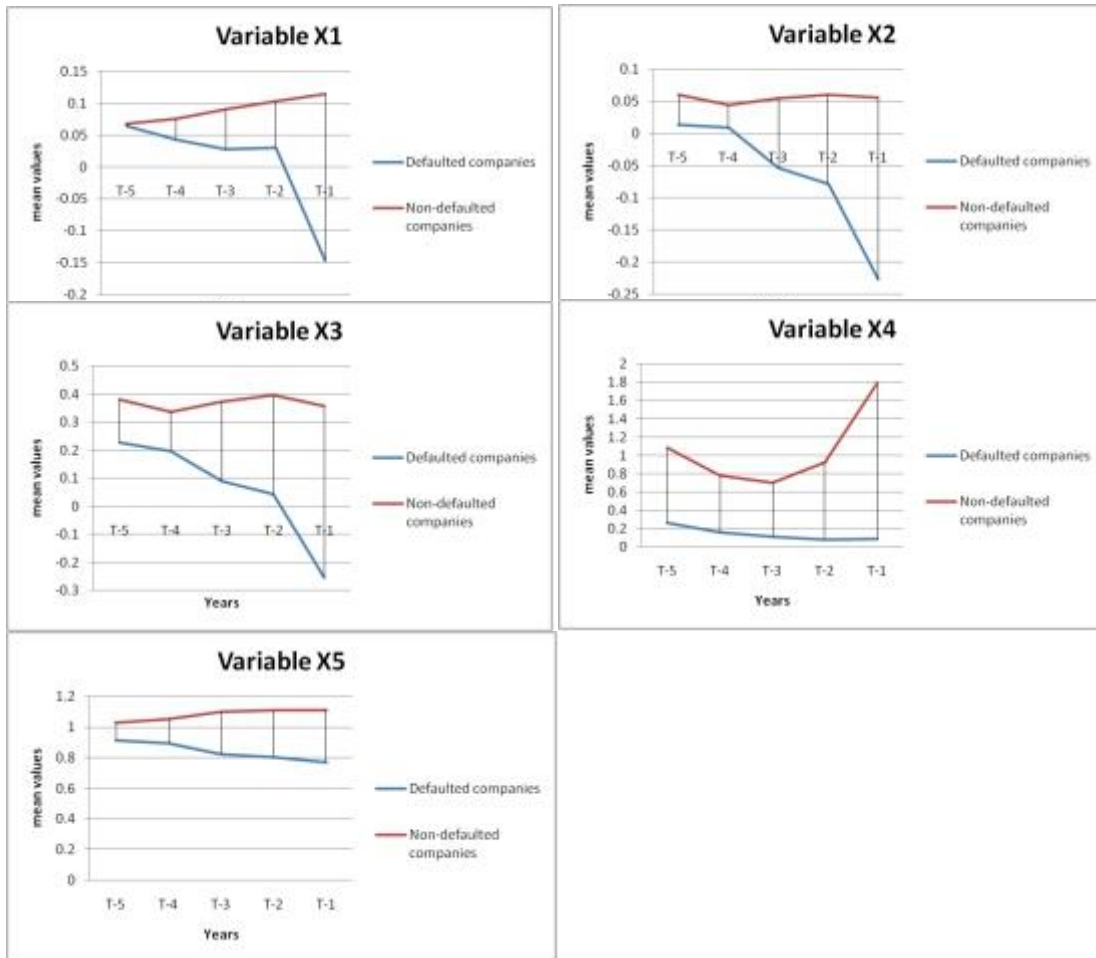 Variable X1
mean values
0.15
0.1
0.05
0
-0.05
-0.1
-0.15
-0.2
T-5 T-4 T-3 T-2 T-1
Defaulted companies
Non-defaulted
companies
Variable X2
mean values
0.1
0.05
0
-0.05
-0.1
-0.15
-0.2
-0.25
T-5 T-4 T-3 T-2 T-1
Defaulted companies
Non-defaulted
companies
Variable X3
mean values
0.5
0.4
0.3
0.2
0.1
0
-0.1
-0.2
-0.3
T-5 T-4 T-3 T-2 T-1
Years
Defaulted companies
Non-defaulted
companies
Variable X4
mean values
2
1.8
1.6
1.4
1.2
1
0.8
0.6
0.4
0.2
0
T-5 T-4 T-3 T-2 T-1
Years
Defaulted companies
Non-defaulted
companies
Variable X5
mean values
1.2
1
0.8
0.6
0.4
0.2
0
T-5 T-4 T-3 T-2 T-1
Years
Defaulted companies
Non-defaulted
companies